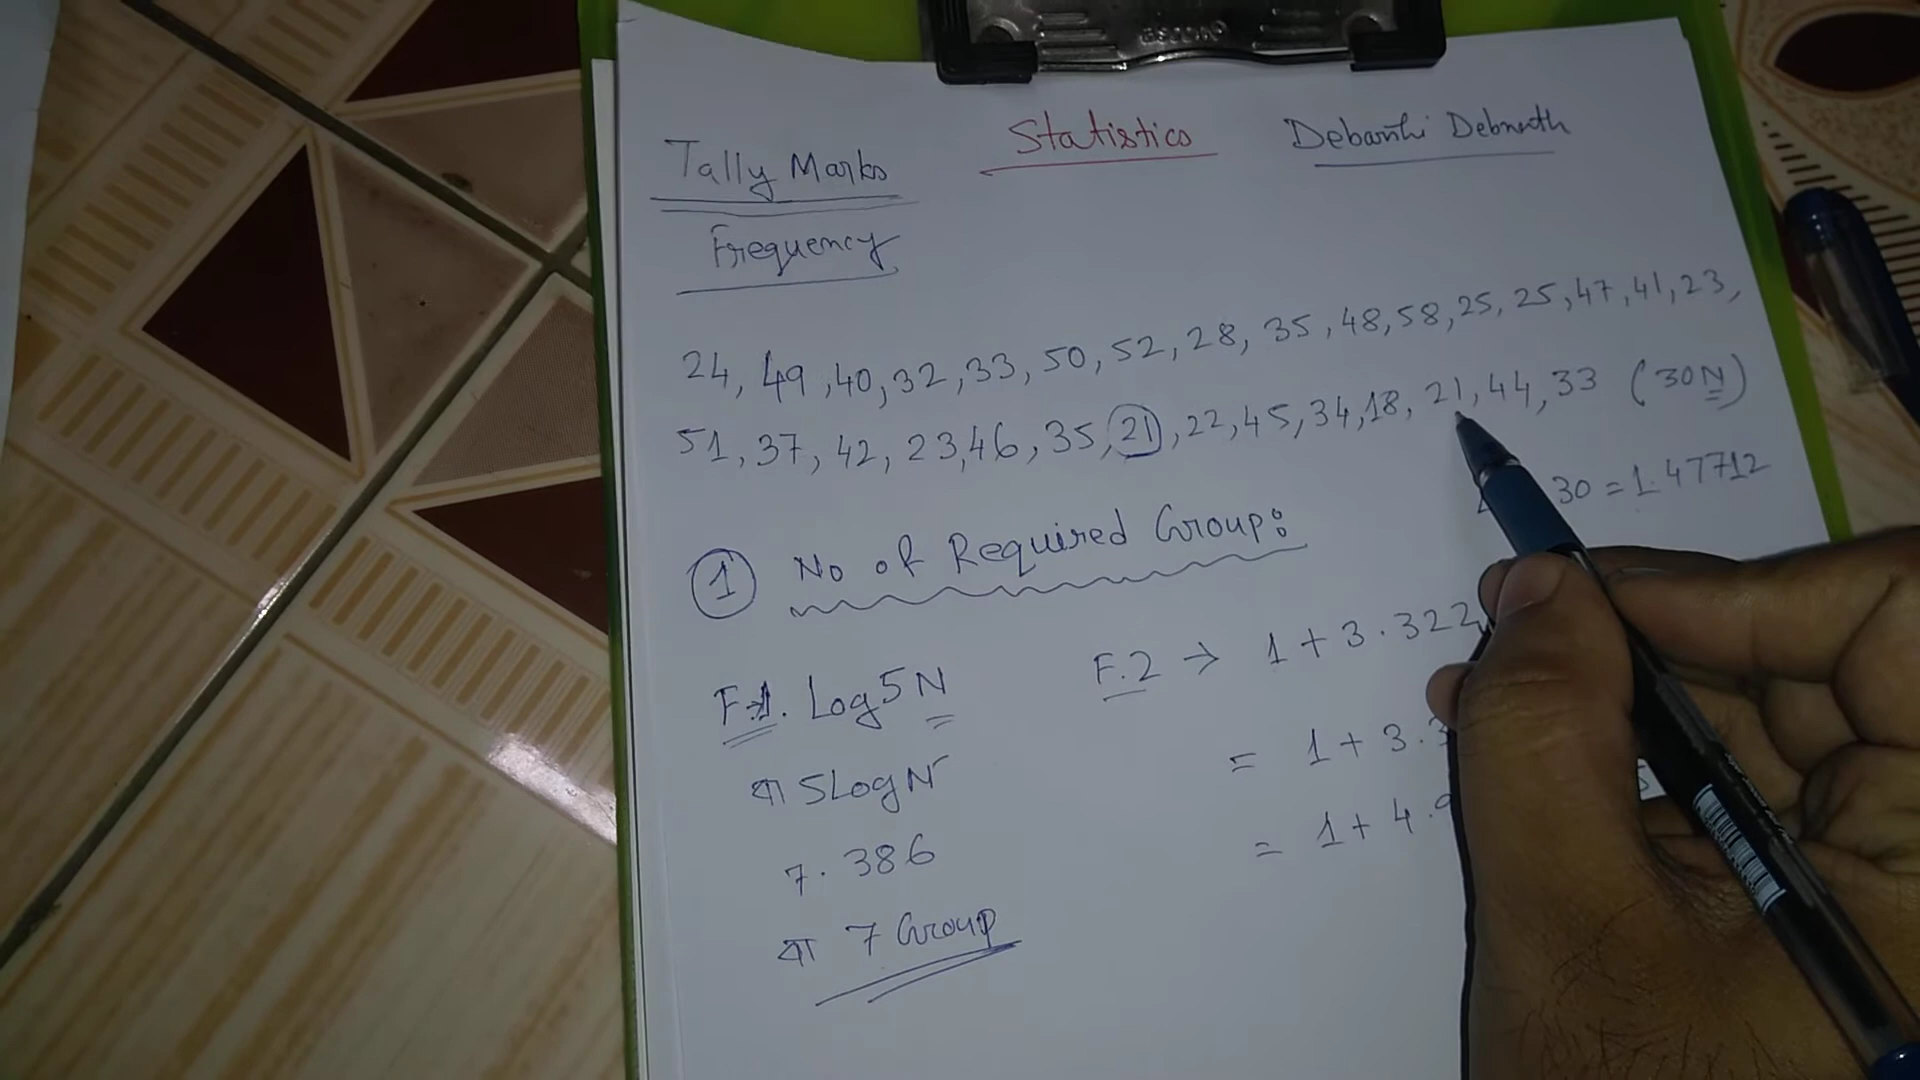 Statistics
Tally Marks
Frequency
24, 49, 40, 32, 33, 50, 52, 28, 35, 48, 58, 25, 25, 47, 41, 23,
51, 37, 42, 23, 46, 35, 21, 22, 45, 34, 18, 21, 44, 33 (30N)
30 = 1.47712
1 No of Required Group:
F.1. Log5N
F.2 → 1 + 3.322
বা 5LogN
= 1 + 3.3
7.386
= 1 + 4.9
বা 7 Group